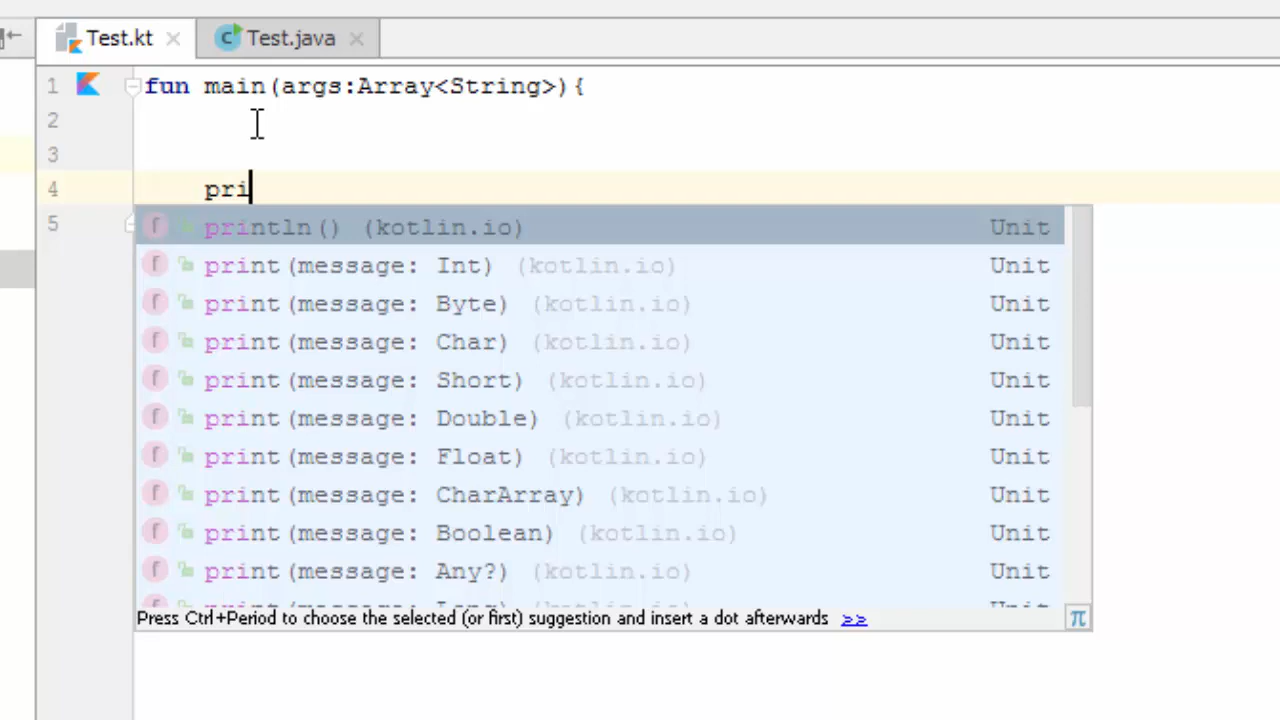 Test.kt Test.java
1 fun main(args:Array<String>){
2
3
4 pri
5
println() (kotlin.io) Unit
print(message: Int) (kotlin.io) Unit
print(message: Byte) (kotlin.io) Unit
print(message: Char) (kotlin.io) Unit
print(message: Short) (kotlin.io) Unit
print(message: Double) (kotlin.io) Unit
print(message: Float) (kotlin.io) Unit
print(message: CharArray) (kotlin.io) Unit
print(message: Boolean) (kotlin.io) Unit
print(message: Any?) (kotlin.io) Unit
Press Ctrl+Period to choose the selected (or first) suggestion and insert a dot afterwards >> π